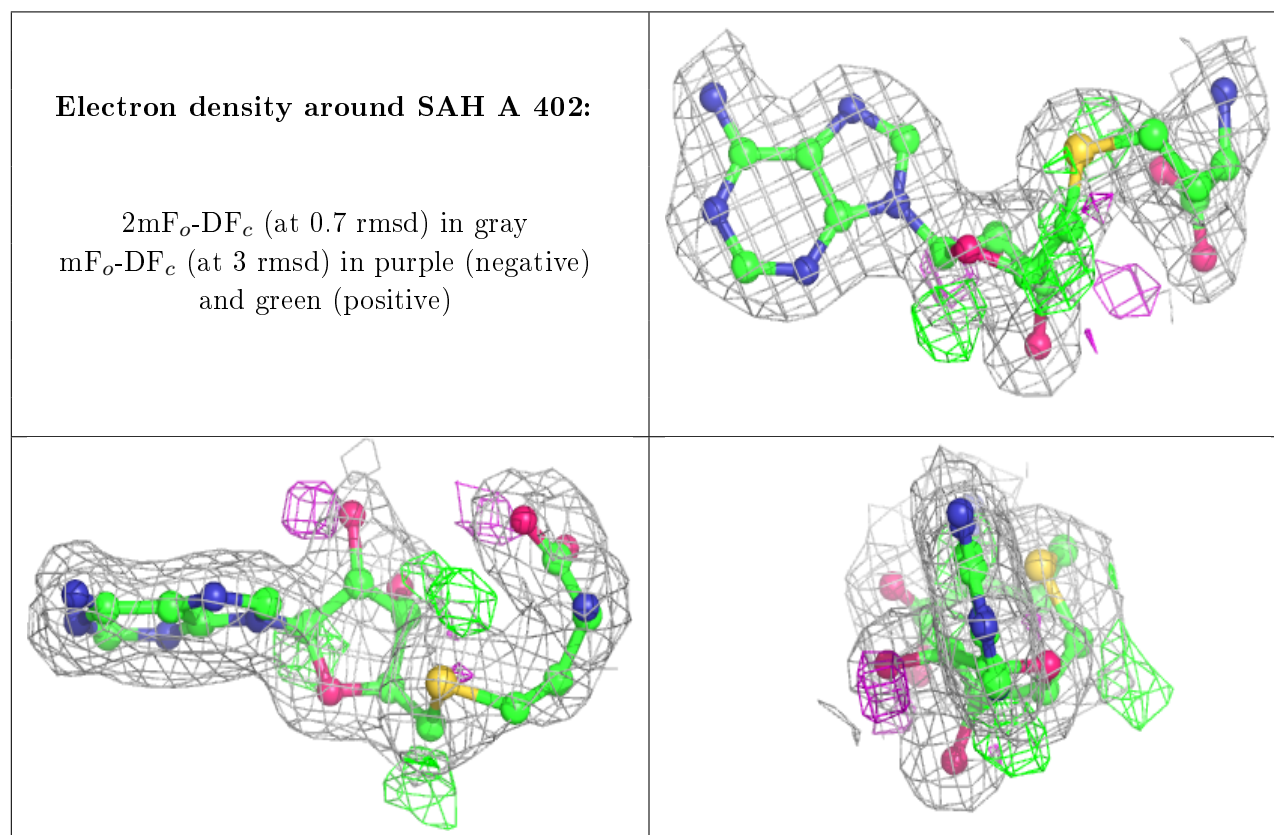 Electron density around SAH A 402:
2mFₒ-DF𝒸 (at 0.7 rmsd) in gray
mFₒ-DF𝒸 (at 3 rmsd) in purple (negative)
and green (positive)